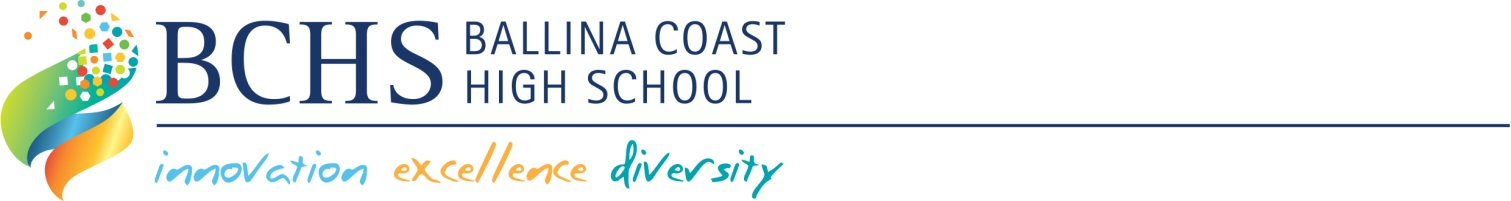 BCHS
BALLINA COAST
HIGH SCHOOL
innovation excellence diversity